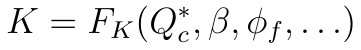 $K = F_K(Q_c^*, \beta, \phi_f, \ldots)$